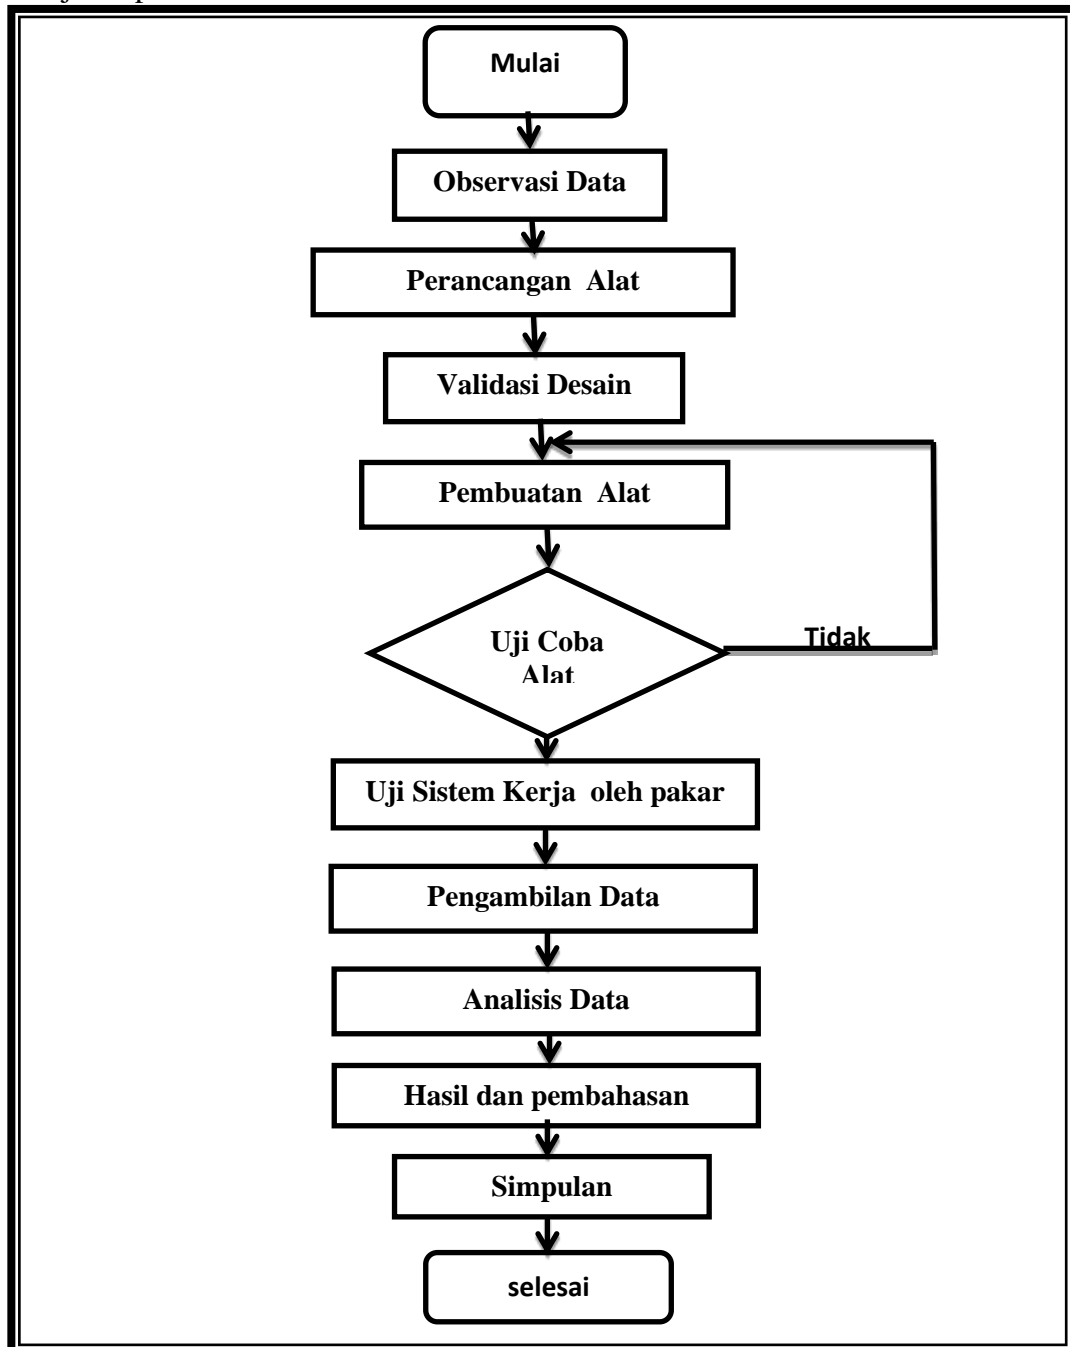 Mulai
Observasi Data
Perancangan Alat
Validasi Desain
Pembuatan Alat
Uji Coba
Alat
Tidak
Uji Sistem Kerja oleh pakar
Pengambilan Data
Analisis Data
Hasil dan pembahasan
Simpulan
selesai